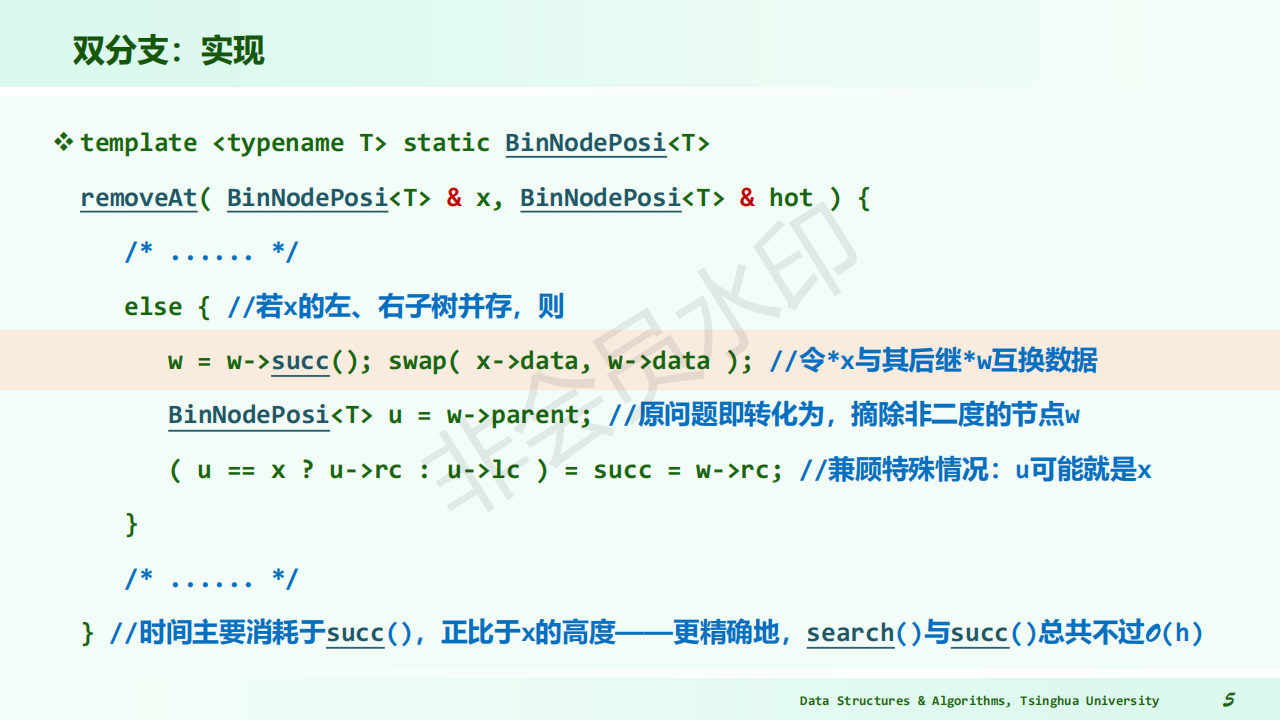 双分支：实现
❖ template <typename T> static BinNodePosi<T>
removeAt( BinNodePosi<T> & x, BinNodePosi<T> & hot ) {
/* ...... */
else { //若x的左、右子树并存，则
w = w->succ(); swap( x->data, w->data ); //令*x与其后继*w互换数据
BinNodePosi<T> u = w->parent; //原问题即转化为，摘除非二度的节点w
( u == x ? u->rc : u->lc ) = succ = w->rc; //兼顾特殊情况：u可能就是x
}
/* ...... */
} //时间主要消耗于succ()，正比于x的高度——更精确地，search()与succ()总共不过O(h)
非会员水印
Data Structures & Algorithms, Tsinghua University 5